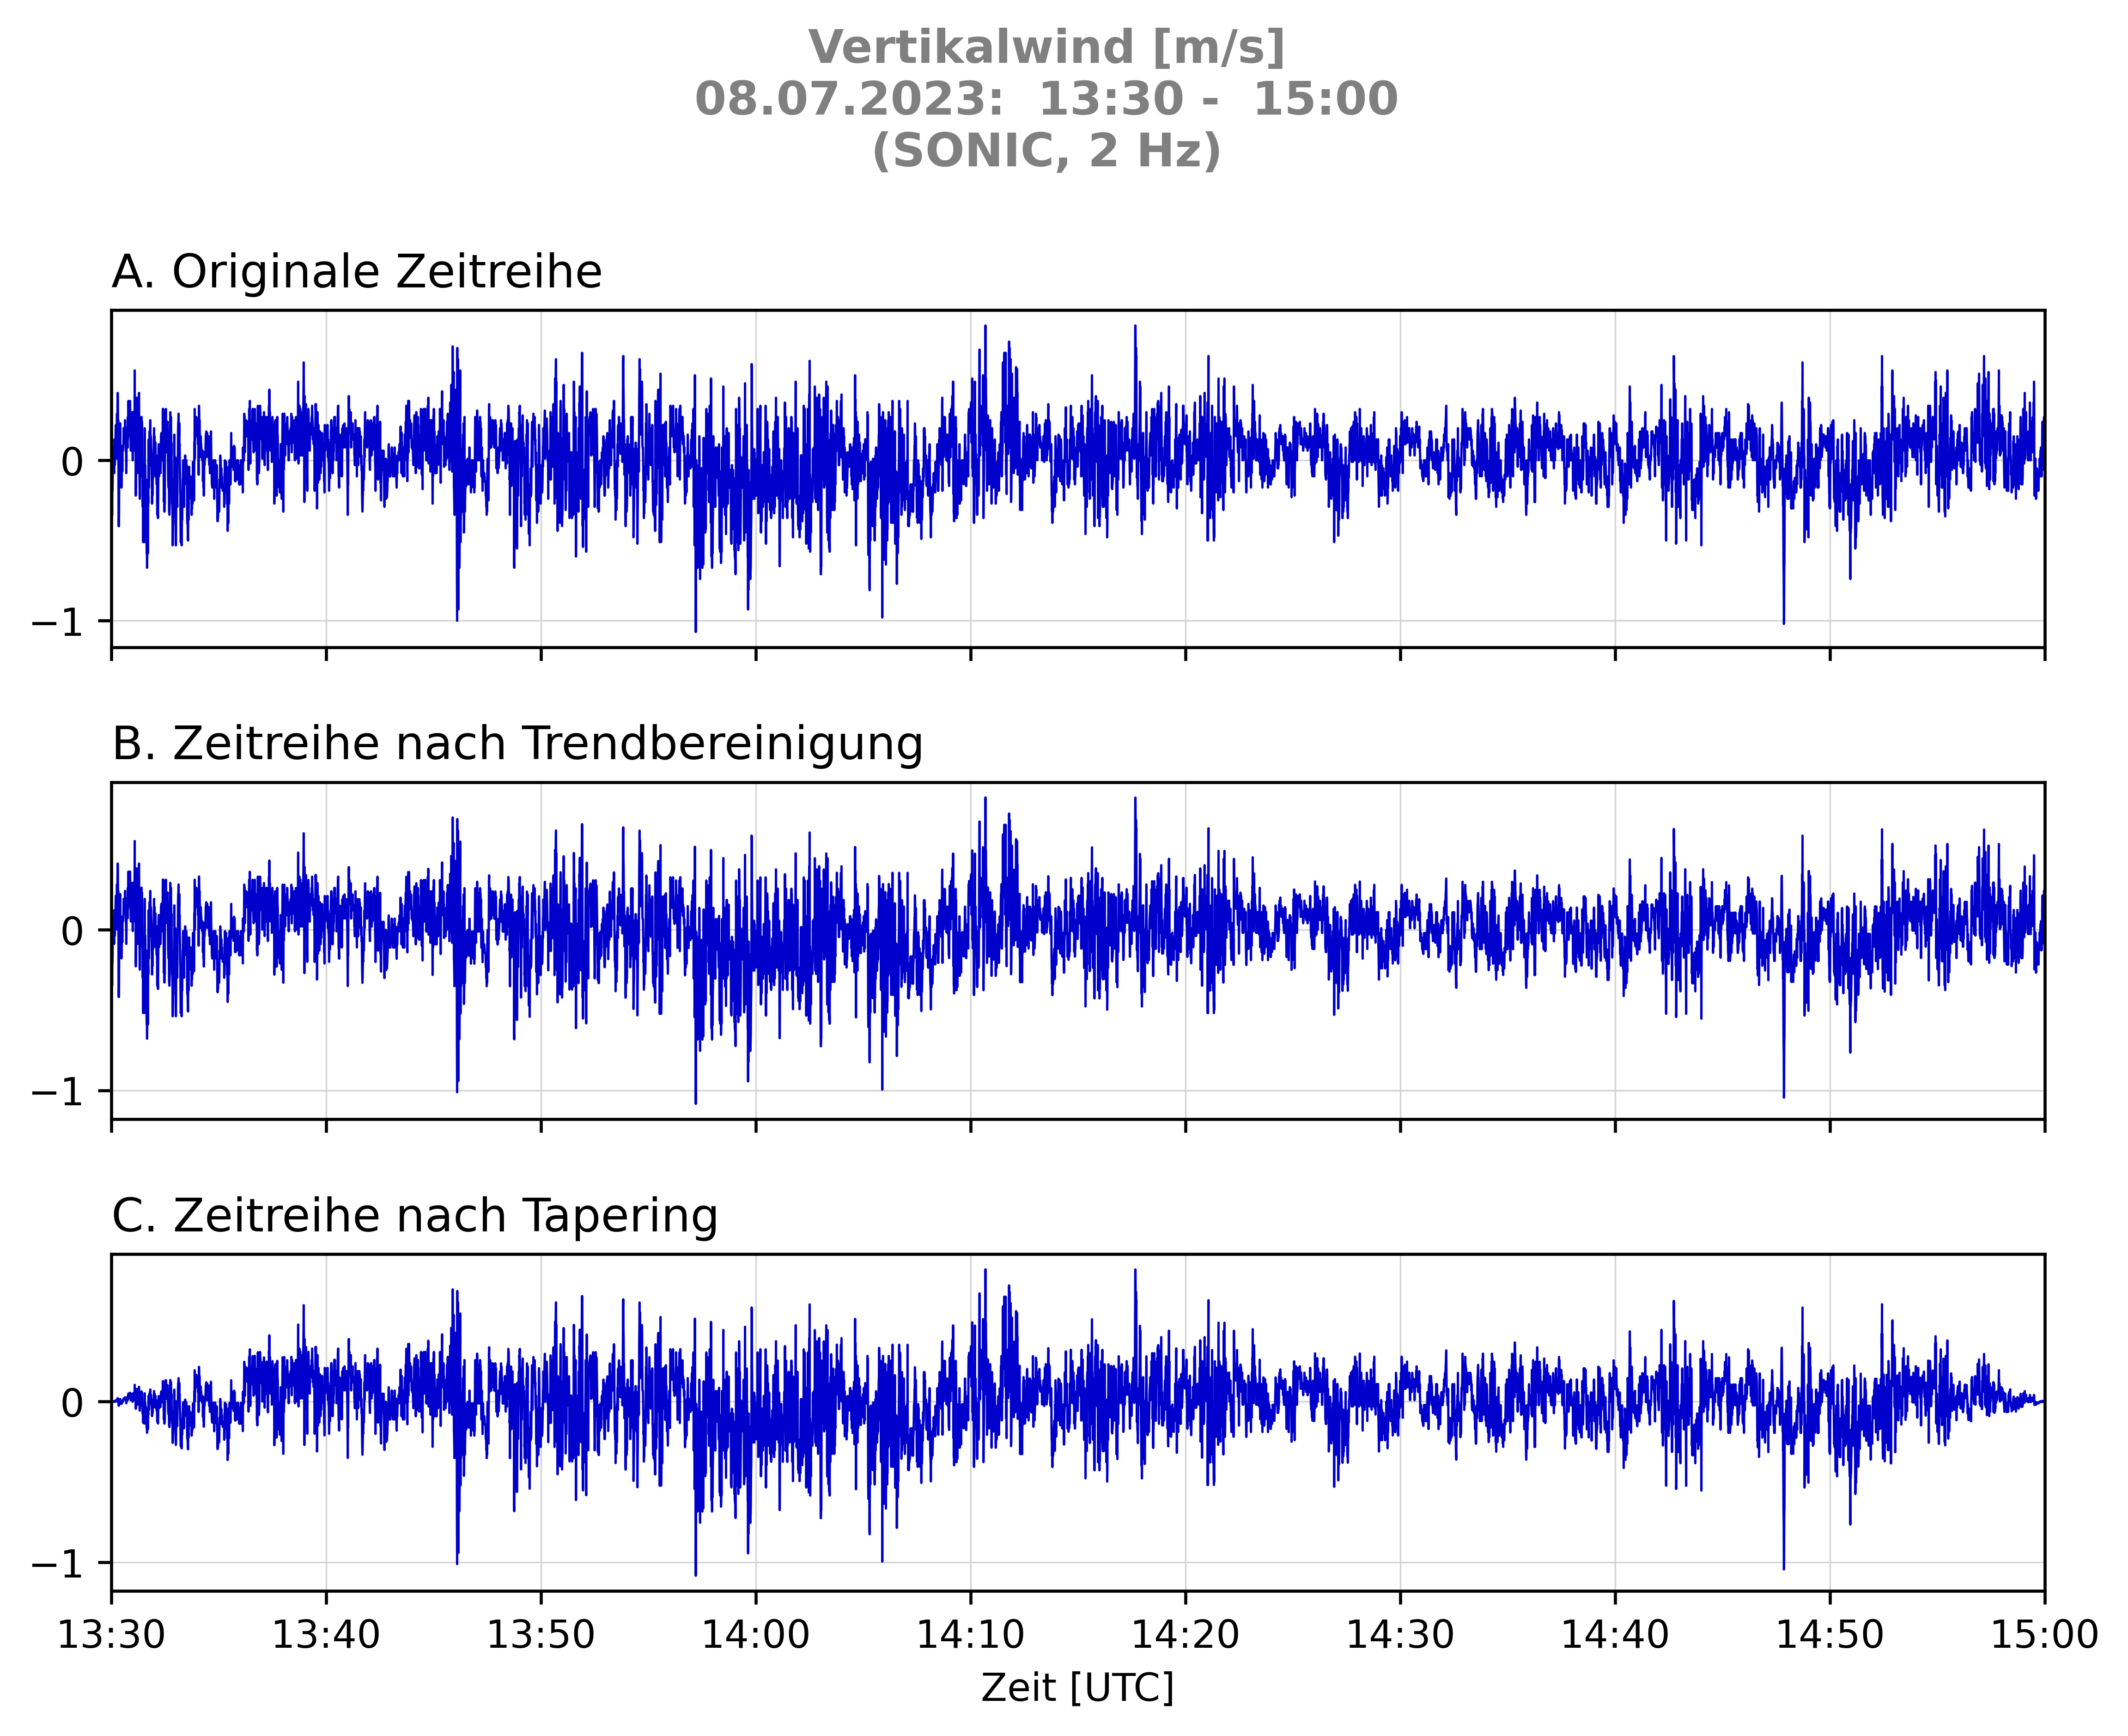 Vertikalwind [m/s]
08.07.2023:  13:30 -  15:00
(SONIC, 2 Hz)
A. Originale Zeitreihe
0
−1
B. Zeitreihe nach Trendbereinigung
0
−1
C. Zeitreihe nach Tapering
0
−1
13:30 13:40 13:50 14:00 14:10 14:20 14:30 14:40 14:50 15:00
Zeit [UTC]